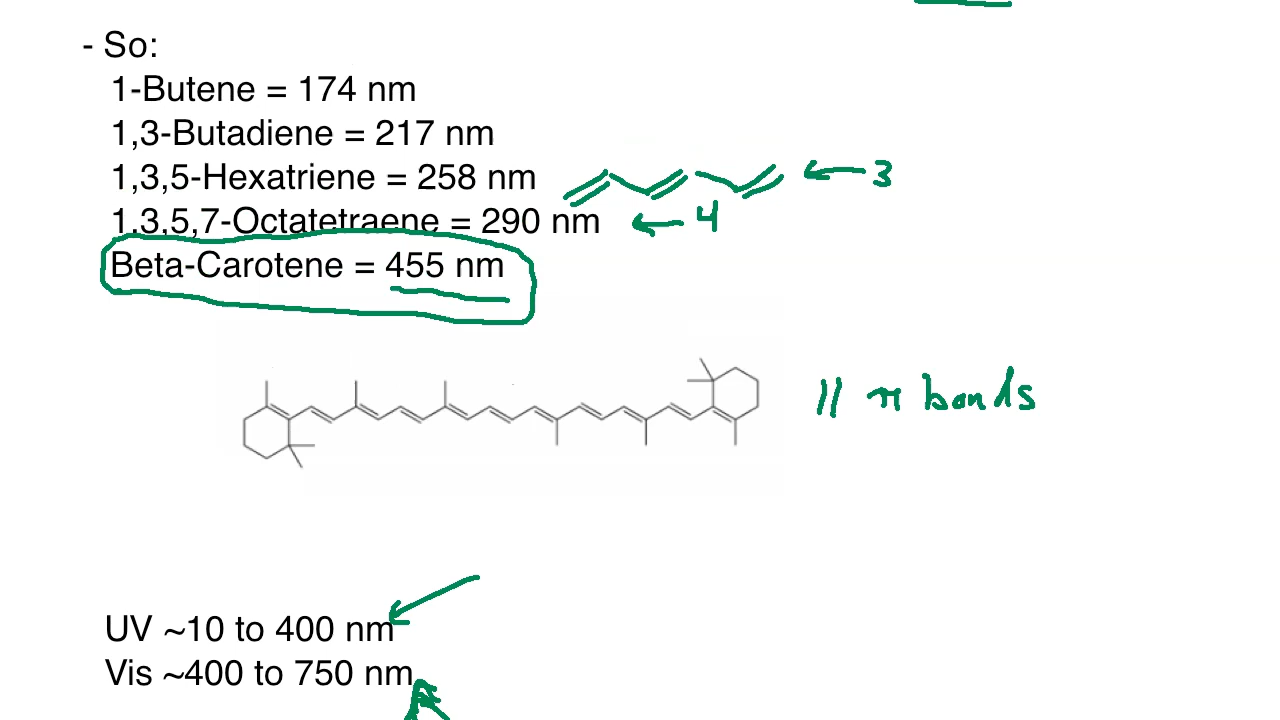 - So:
1-Butene = 174 nm
1,3-Butadiene = 217 nm
1,3,5-Hexatriene = 258 nm 3
1,3,5,7-Octatetraene = 290 nm 4
Beta-Carotene = 455 nm
11 π bonds
UV ~10 to 400 nm
Vis ~400 to 750 nm